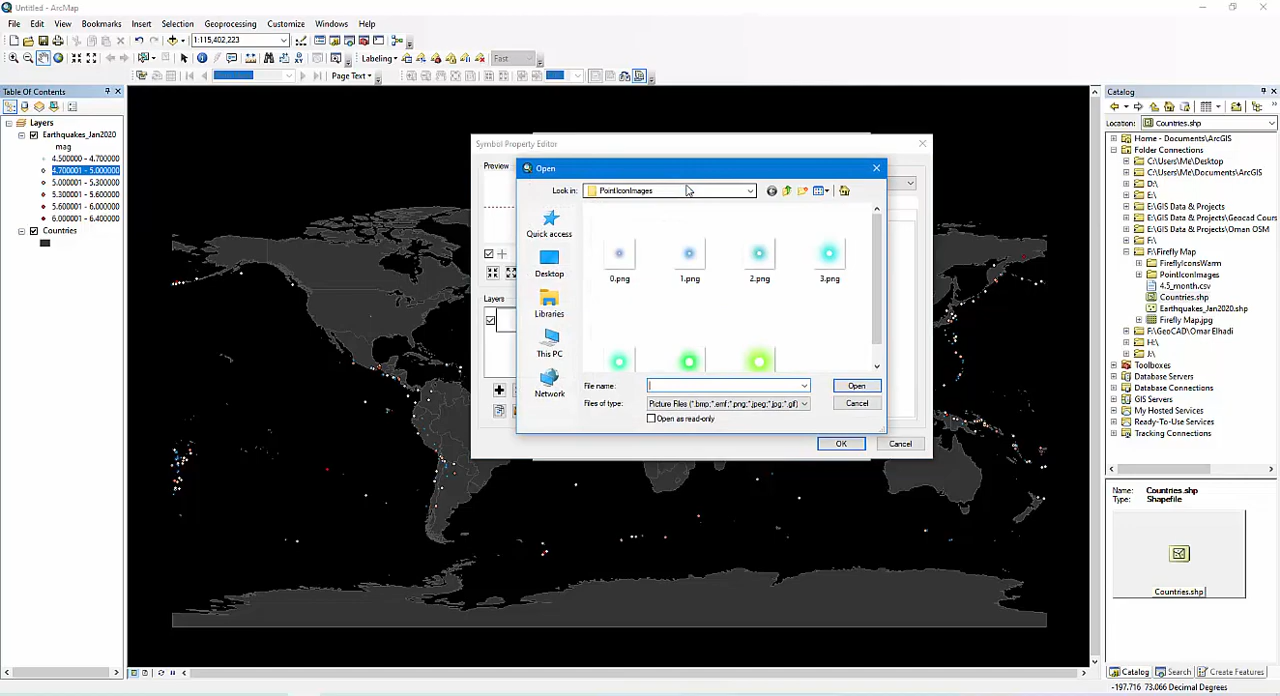 Untitled - ArcMap
File Edit View Bookmarks Insert Selection Geoprocessing Customize Windows Help
1:115,402,223
Labeling Fast
Page Text
Table Of Contents
Layers
Earthquakes_Jan2020
mag
4.500000 - 4.700000
4.700001 - 5.000000
5.000001 - 5.300000
5.300001 - 5.600000
5.600001 - 6.000000
6.000001 - 6.400000
Countries
Symbol Property Editor
Preview
Layers
OK Cancel
Open
Look in: PointIconImages
Quick access
Desktop
Libraries
This PC
Network
0.png 1.png 2.png 3.png
File name: Open
Files of type: Picture Files (*.bmp;*.emf;*.png;*.jpeg;*.jpg;*.gif) Cancel
Open as read-only
Catalog
Location: Countries.shp
Home - Documents\ArcGIS
Folder Connections
C:\Users\Me\Desktop
C:\Users\Me\Documents\ArcGIS
D:\
E:\
E:\GIS Data & Projects
E:\GIS Data & Projects\Geocad Cour
E:\GIS Data & Projects\Oman OSM
F:\
F:\Firefly Map
FireflyIconsWarm
PointIconImages
4.5_month.csv
Countries.shp
Earthquakes_Jan2020.shp
Firefly Map.jpg
F:\GeoCAD\Omar Elhadi
H:\
J:\
Toolboxes
Database Servers
Database Connections
GIS Servers
My Hosted Services
Ready-To-Use Services
Tracking Connections
Name: Countries.shp
Type: Shapefile
Countries.shp
Catalog Search Create Features
-197.716 73.066 Decimal Degrees